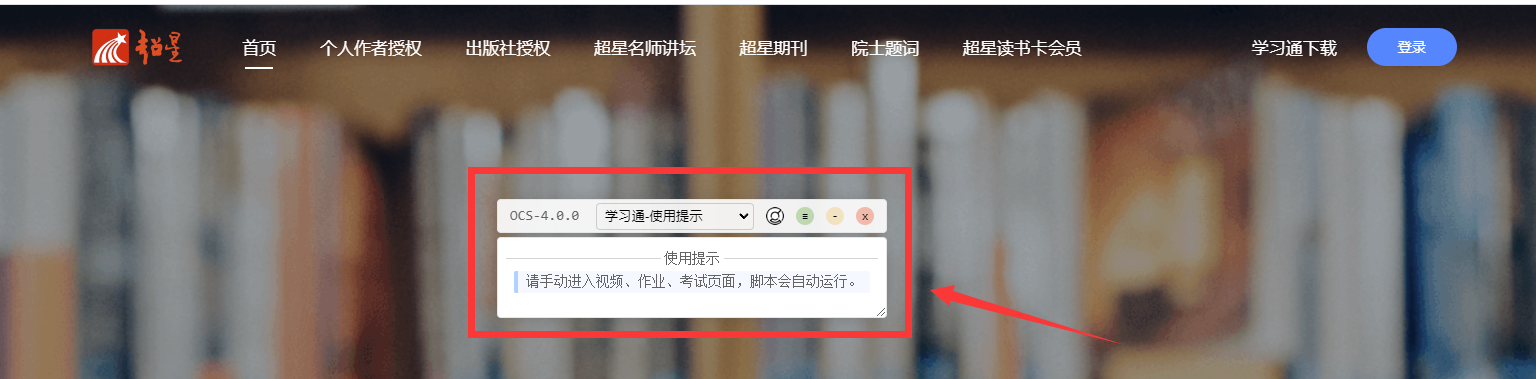 超星 首页 个人作者授权 出版社授权 超星名师讲坛 超星期刊 院士题词 超星读书卡会员 学习通下载 登录
OCS-4.0.0 学习通-使用提示 ≡ - x
使用提示
请手动进入视频、作业、考试页面，脚本会自动运行。